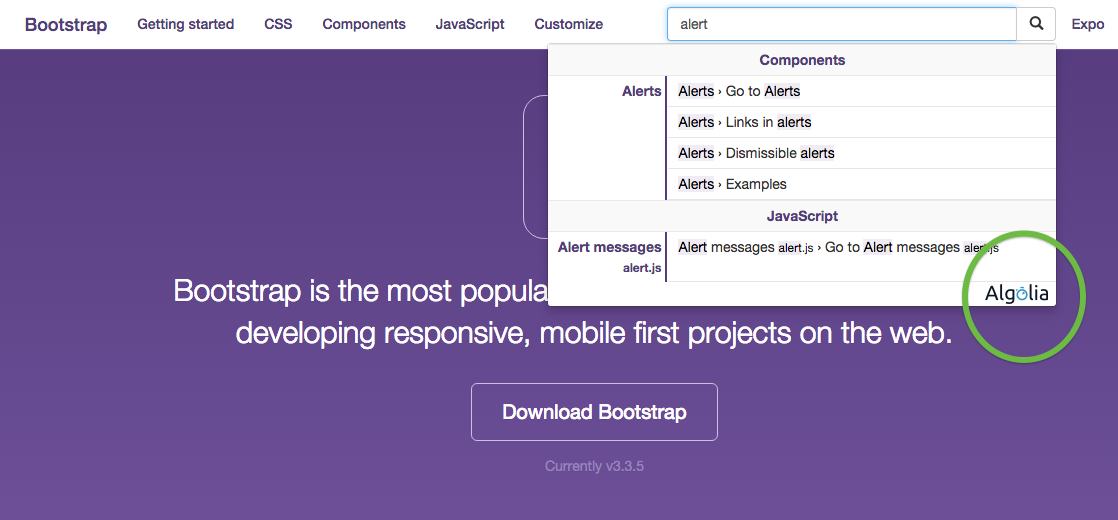 Bootstrap Getting started CSS Components JavaScript Customize alert Expo
Components
Alerts Alerts › Go to Alerts
Alerts › Links in alerts
Alerts › Dismissible alerts
Alerts › Examples
JavaScript
Alert messages Alert messages alert.js › Go to Alert messages alert.js
alert.js
Algolia
Bootstrap is the most popula
developing responsive, mobile first projects on the web.
Download Bootstrap
Currently v3.3.5